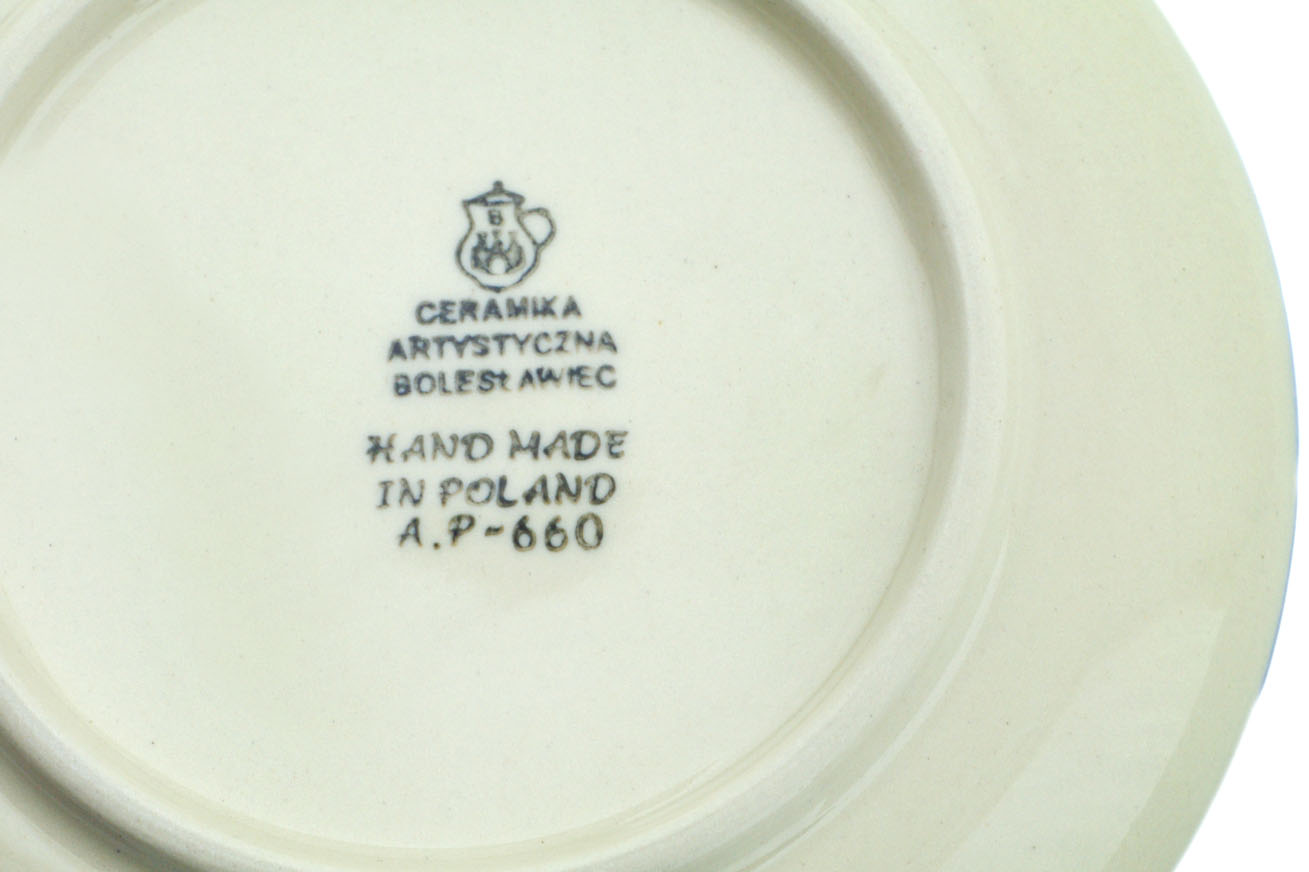 B
CERAMIKA
ARTYSTYCZNA
BOLESŁAWIEC
HAND MADE
IN POLAND
A.P-660